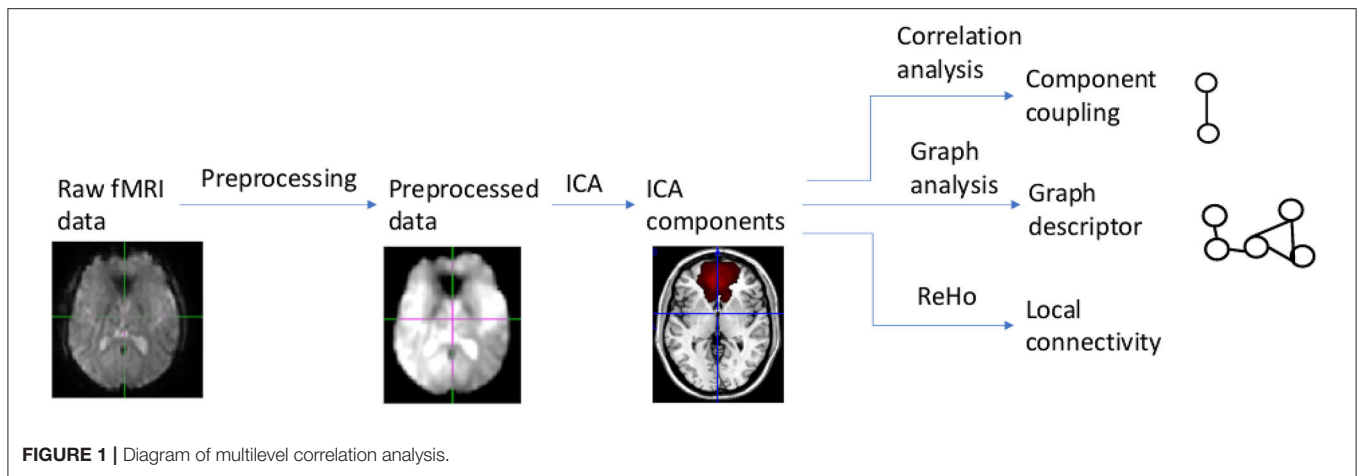 Raw fMRI
data
Preprocessing
Preprocessed
data
ICA
ICA
components
Correlation
analysis
Component
coupling
Graph
analysis
Graph
descriptor
ReHo
Local
connectivity
FIGURE 1 | Diagram of multilevel correlation analysis.